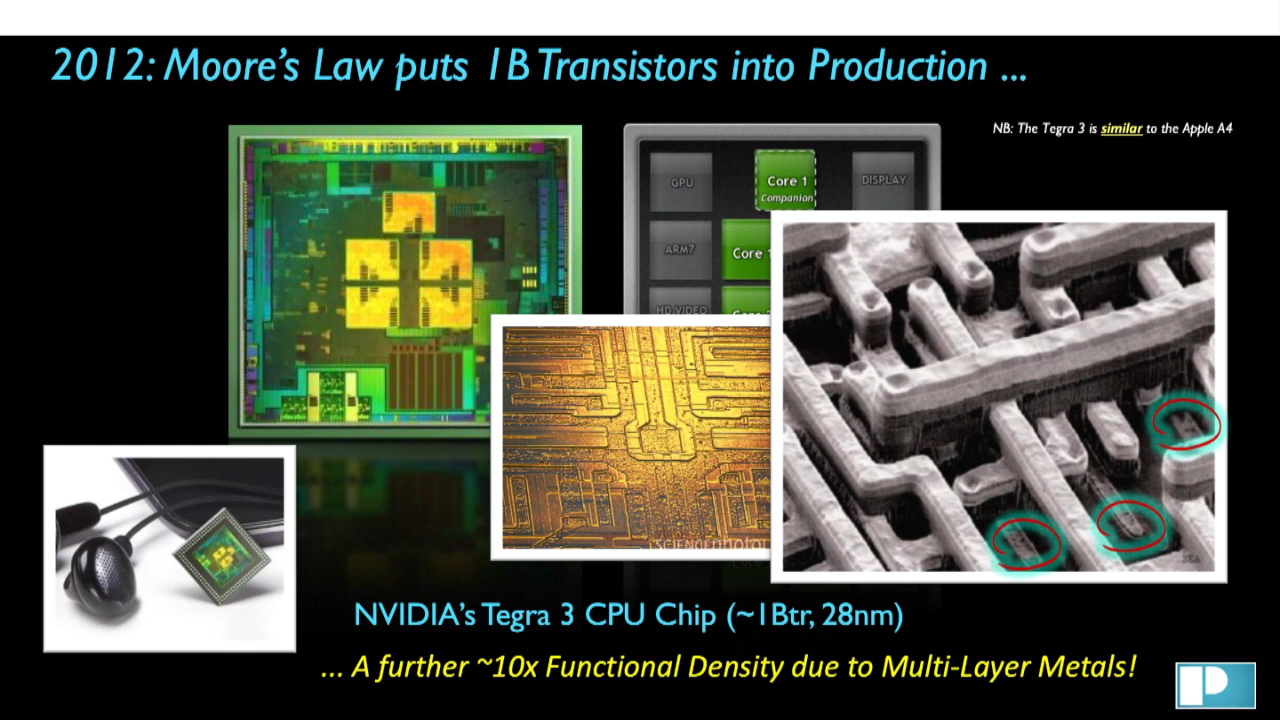 2012: Moore's Law puts 1B Transistors into Production ...
NB: The Tegra 3 is similar to the Apple A4
GPU
Core 1
Companion
DISPLAY
ARM7
Core
HD VIDEO
NVIDIA's Tegra 3 CPU Chip (~1Btr, 28nm)
... A further ~10x Functional Density due to Multi-Layer Metals!
P